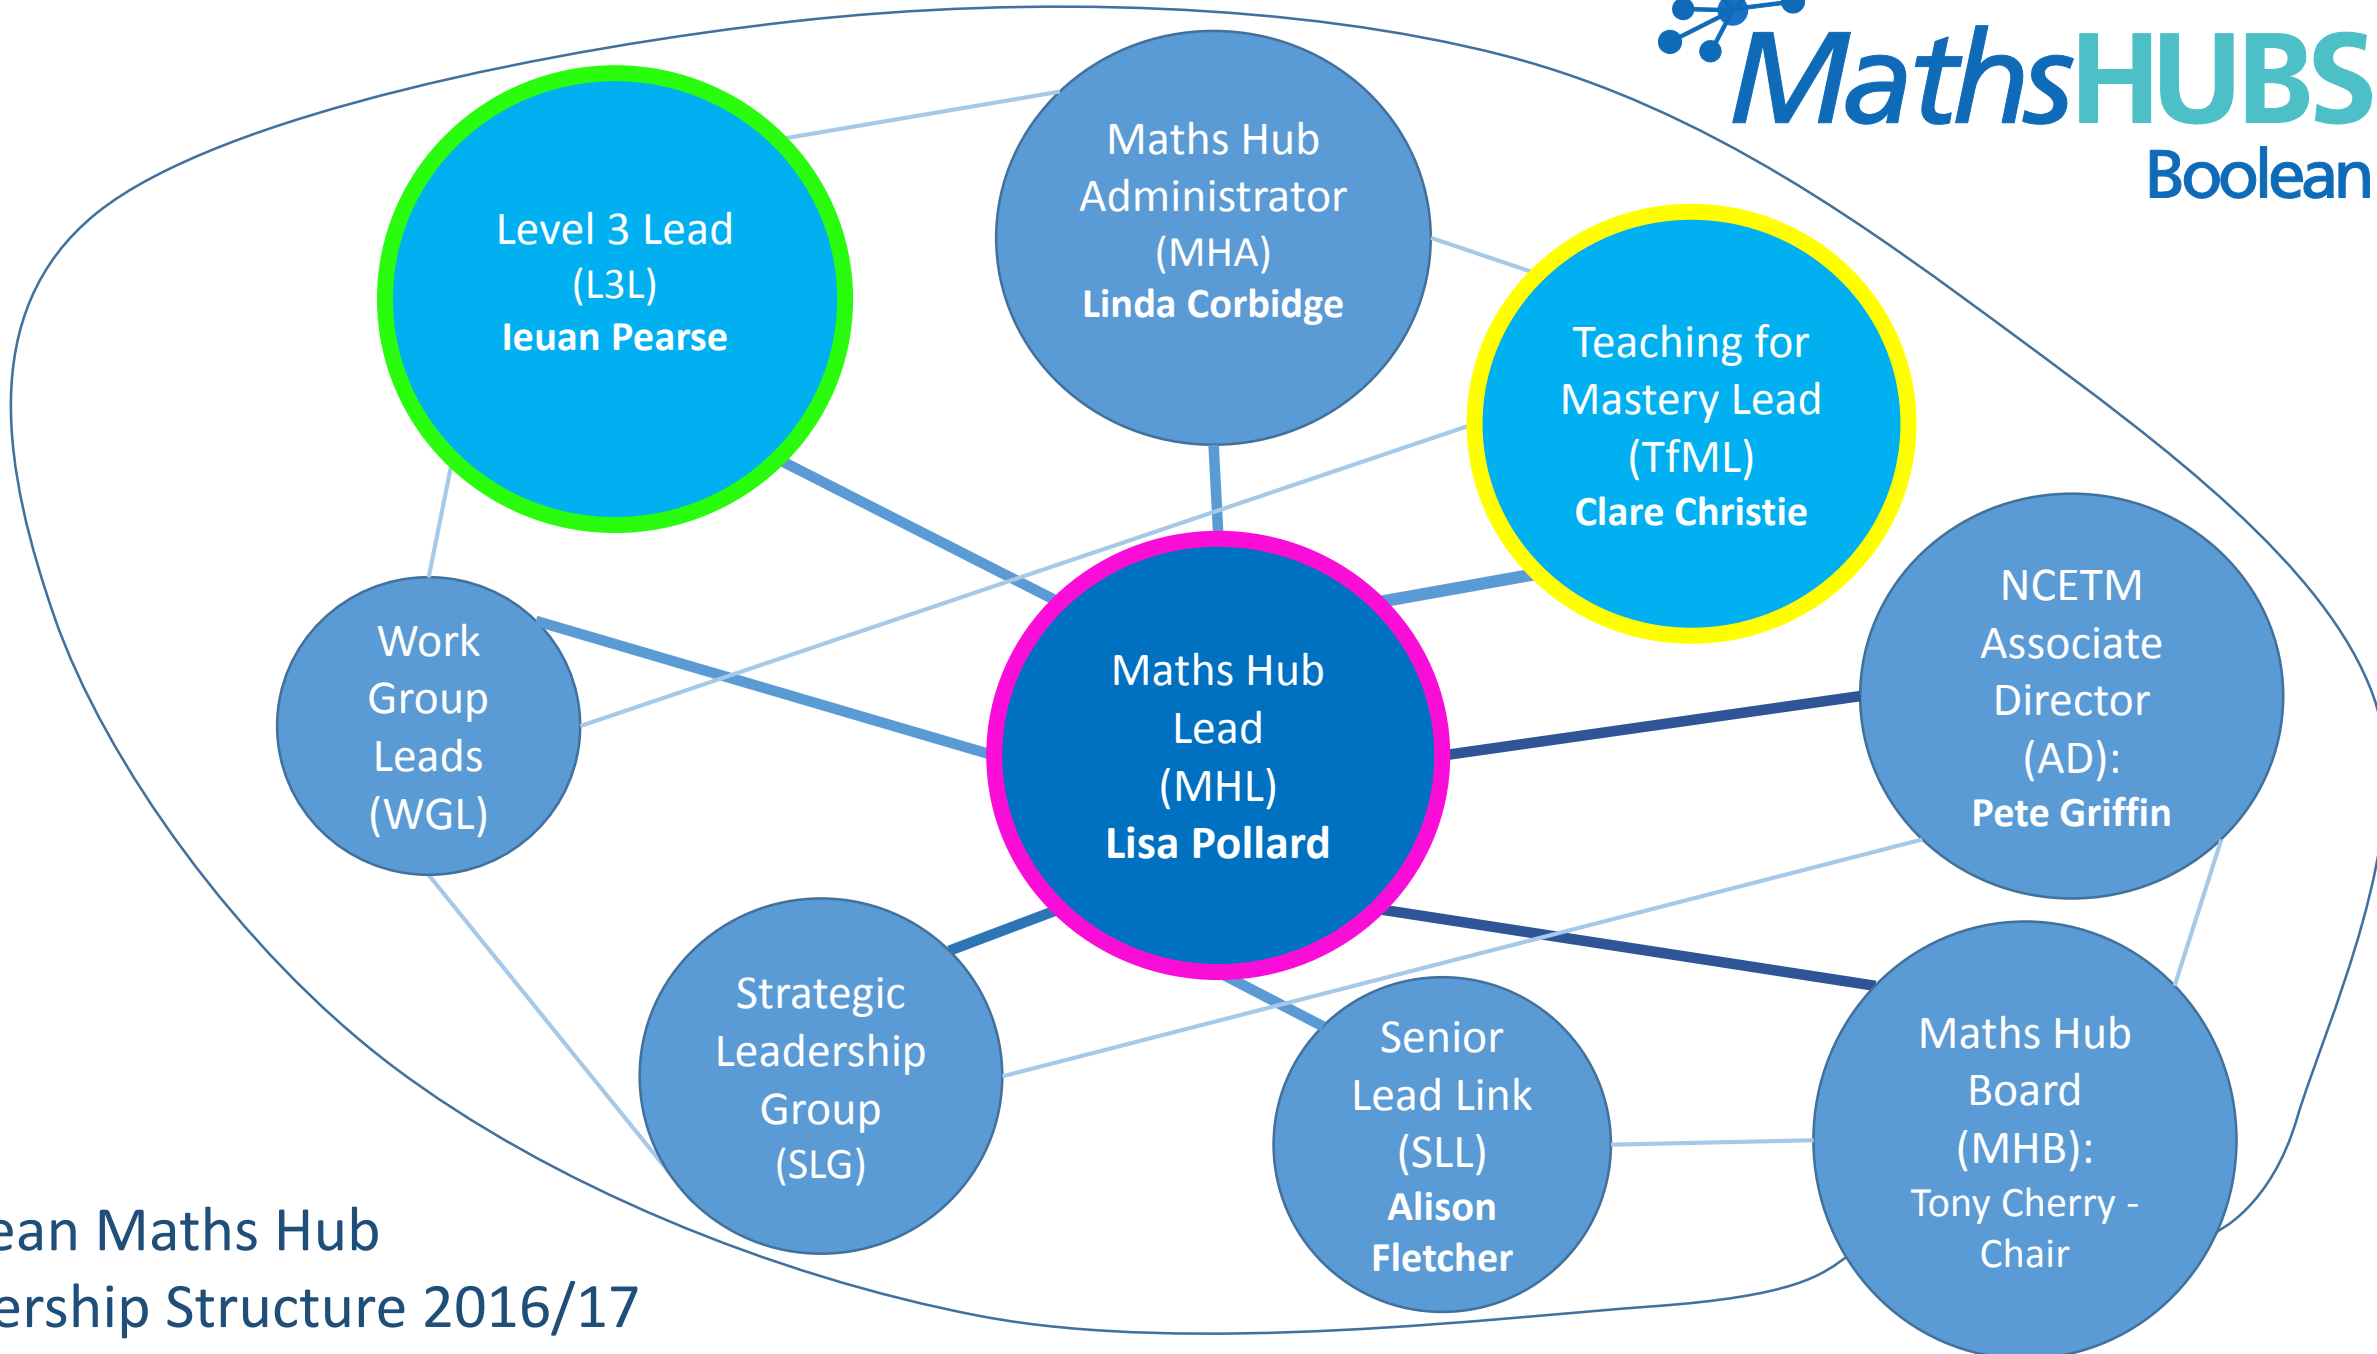 MathsHUBS
Boolean
Level 3 Lead
(L3L)
Ieuan Pearse
Maths Hub
Administrator
(MHA)
Linda Corbidge
Teaching for
Mastery Lead
(TfML)
Clare Christie
NCETM
Associate
Director
(AD):
Pete Griffin
Work
Group
Leads
(WGL)
Maths Hub
Lead
(MHL)
Lisa Pollard
Strategic
Leadership
Group
(SLG)
Senior
Lead Link
(SLL)
Alison
Fletcher
Maths Hub
Board
(MHB):
Tony Cherry -
Chair
ean Maths Hub
ership Structure 2016/17